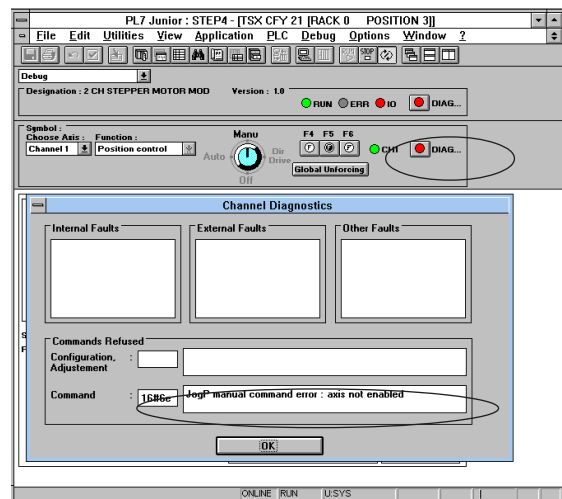 PL7 Junior : STEP4 - [TSX CFY 21 [RACK 0 POSITION 3]]
File Edit Utilities View Application PLC Debug Options Window ?
STOP
Debug
Designation : 2 CH STEPPER MOTOR MOD Version : 1.0
RUN ERR IO DIAG...
Symbol :
Choose Axis : Function :
Channel 1 Position control
Manu
Auto
Dir
Drive
Off
F4 F5 F6
Global Unforcing
CH1 DIAG...
Channel Diagnostics
Internal Faults External Faults Other Faults
Commands Refused
Configuration, :
Adjustement
Command : 16#6e JogP manual command error : axis not enabled
OK
ONLINE RUN U:SYS